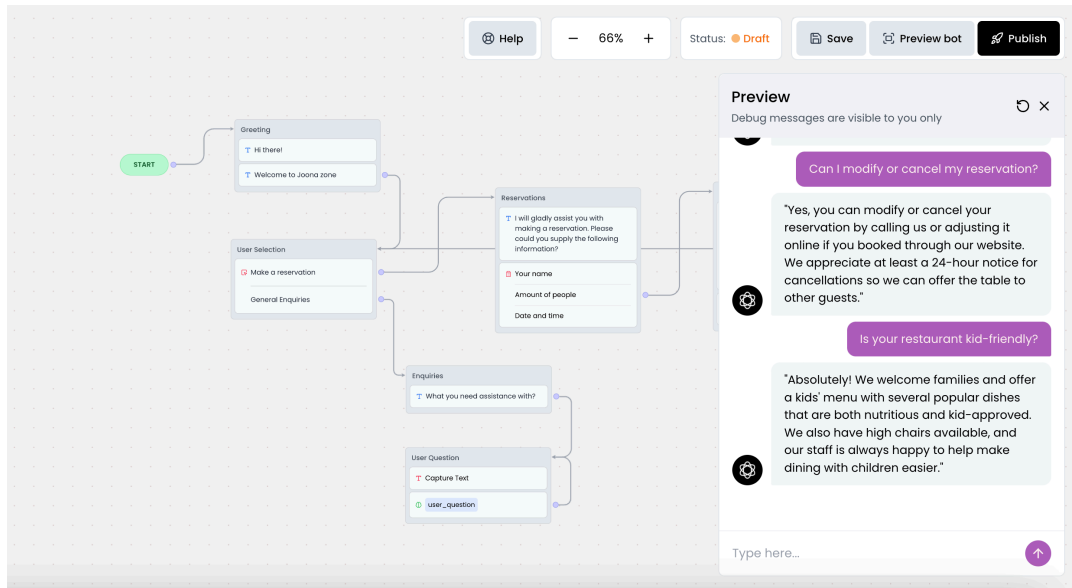 Help
66%
Status: Draft
Save
Preview bot
Publish
START
Greeting
Hi there!
Welcome to Joona zone
User Selection
Make a reservation
General Enquiries
Reservations
I will gladly assist you with
making a reservation. Please
could you supply the following
information?
Your name
Amount of people
Date and time
Enquiries
What you need assistance with?
User Question
Capture Text
user_question
Preview
Debug messages are visible to you only
Can I modify or cancel my reservation?
"Yes, you can modify or cancel your
reservation by calling us or adjusting it
online if you booked through our website.
We appreciate at least a 24-hour notice for
cancellations so we can offer the table to
other guests."
Is your restaurant kid-friendly?
"Absolutely! We welcome families and offer
a kids' menu with several popular dishes
that are both nutritious and kid-approved.
We also have high chairs available, and
our staff is always happy to help make
dining with children easier."
Type here...